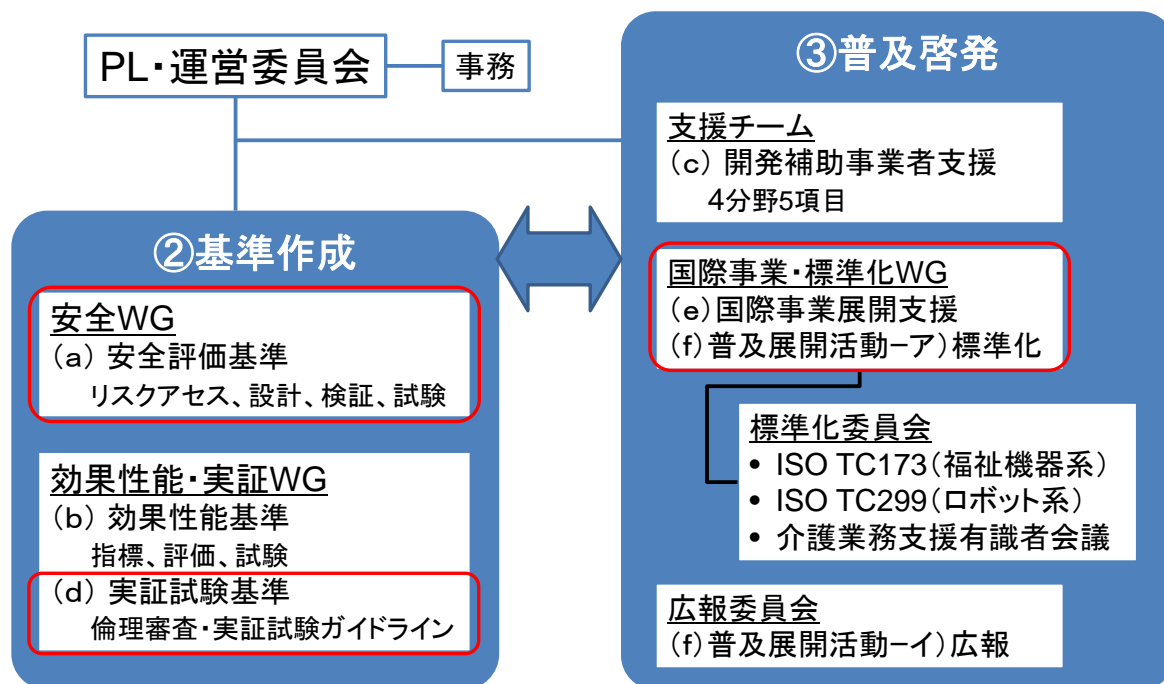 PL・運営委員会
事務
②基準作成
安全WG
(a) 安全評価基準
リスクアセス、設計、検証、試験
効果性能・実証WG
(b) 効果性能基準
指標、評価、試験
(d) 実証試験基準
倫理審査・実証試験ガイドライン
③普及啓発
支援チーム
(c) 開発補助事業者支援
4分野5項目
国際事業・標準化WG
(e)国際事業展開支援
(f)普及展開活動−ア)標準化
標準化委員会
• ISO TC173(福祉機器系)
• ISO TC299(ロボット系)
• 介護業務支援有識者会議
広報委員会
(f)普及展開活動−イ)広報